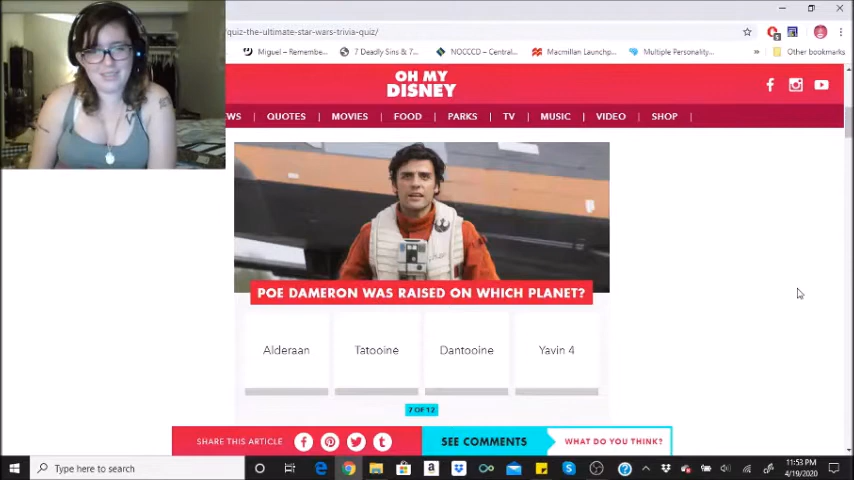 quiz-the-ultimate-star-wars-trivia-quiz/
Miguel – Remembe...
7 Deadly Sins & 7...
NOCCCD – Central...
Macmillan Launchp...
Multiple Personality...
»
Other bookmarks
OH MY
DISNEY
WS | QUOTES | MOVIES | FOOD | PARKS | TV | MUSIC | VIDEO | SHOP |
POE DAMERON WAS RAISED ON WHICH PLANET?
Alderaan
Tatooine
Dantooine
Yavin 4
7 OF 12
SHARE THIS ARTICLE
SEE COMMENTS
WHAT DO YOU THINK?
Type here to search
11:53 PM
4/19/2020